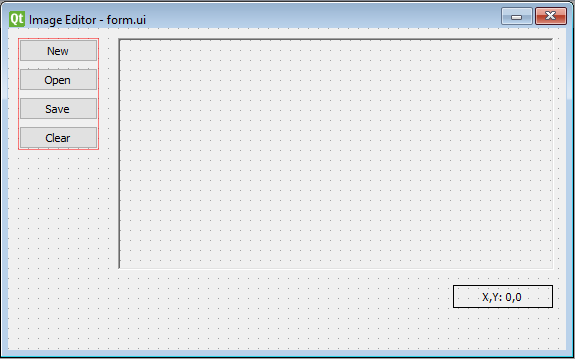 Qt Image Editor - form.ui
New
Open
Save
Clear
X,Y: 0,0